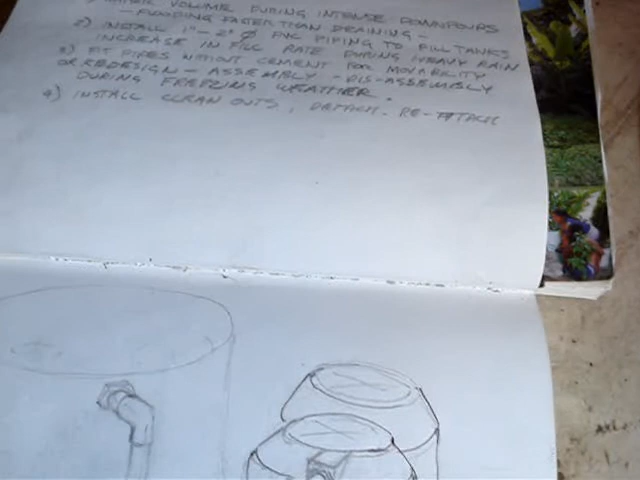 WATER VOLUME DURING INTENSE DOWNPOURS
— FLOODING FASTER THAN DRAINING -
2) INSTALL 1" - 2" Ø PVC PIPING TO FILL TANKS
INCREASE IN FILL RATE DURING HEAVY RAIN
3) FIT PIPES WITHOUT CEMENT FOR MOVABILITY
OR REDESIGN - ASSEMBLY - DIS-ASSEMBLY
DURING FREEZING WEATHER.
4) INSTALL CLEAN OUTS, DETACH - RE-ATTACH